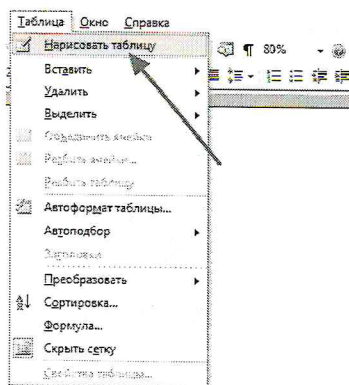 Таблица Окно Справка
Нарисовать таблицу
80%
Вставить
Удалить
Выделить
Объединить ячейки
Разбить ячейки...
Разбить таблицу
Автоформат таблицы...
Автоподбор
Заголовки
Преобразовать
Сортировка...
Формула...
Скрыть сетку
Свойства таблицы...